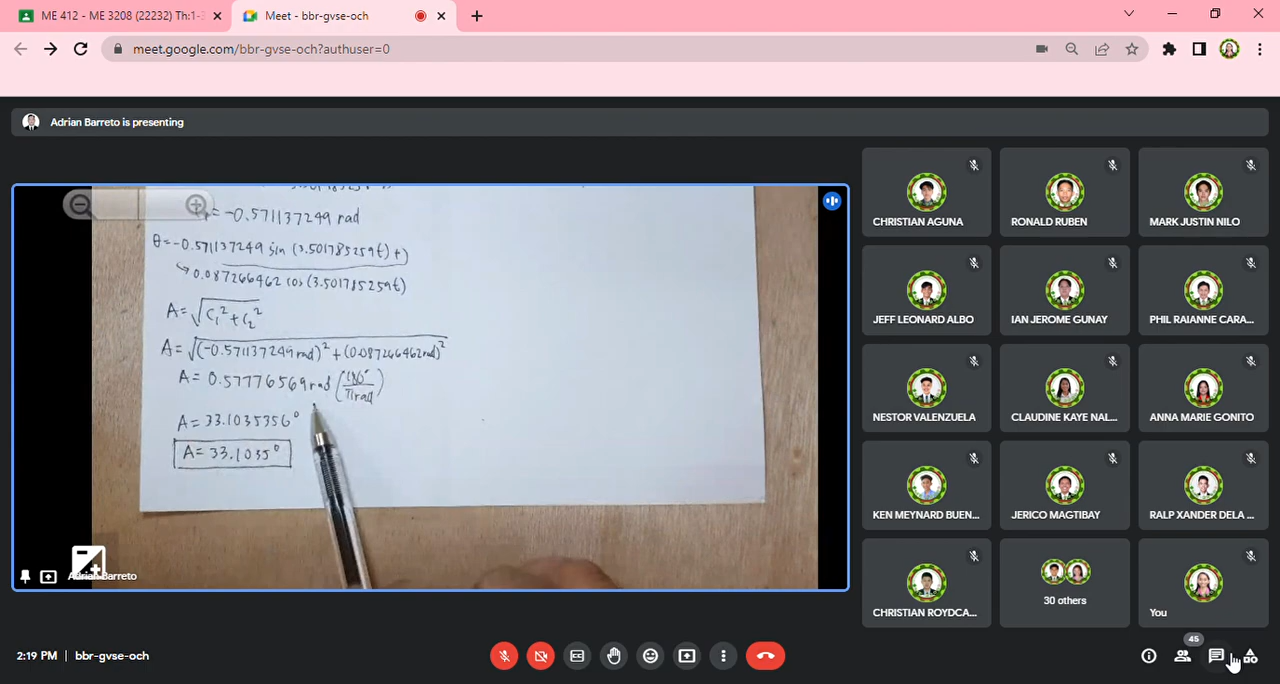 ME 412 - ME 3208 (22232) Th:1-
Meet - bbr-gvse-och
meet.google.com/bbr-gvse-och?authuser=0
Adrian Barreto is presenting
= -0.571137249 rad
θ = -0.571137249 sin (3.501785259t) +
↳ 0.087266462 cos (3.501785259t)
A = √(C₁² + C₂²)
A = √((-0.571137249 rad)² + (0.087266462 rad)²)
A = 0.57776569 rad (180° / π rad)
A = 33.1035356°
A = 33.1035°
Adrian Barreto
CHRISTIAN AGUNA
RONALD RUBEN
MARK JUSTIN NILO
JEFF LEONARD ALBO
IAN JEROME GUNAY
PHIL RAIANNE CARA...
NESTOR VALENZUELA
CLAUDINE KAYE NAL...
ANNA MARIE GONITO
KEN MEYNARD BUEN...
JERICO MAGTIBAY
RALP XANDER DELA ...
CHRISTIAN ROYDCA...
30 others
You
2:19 PM | bbr-gvse-och
45